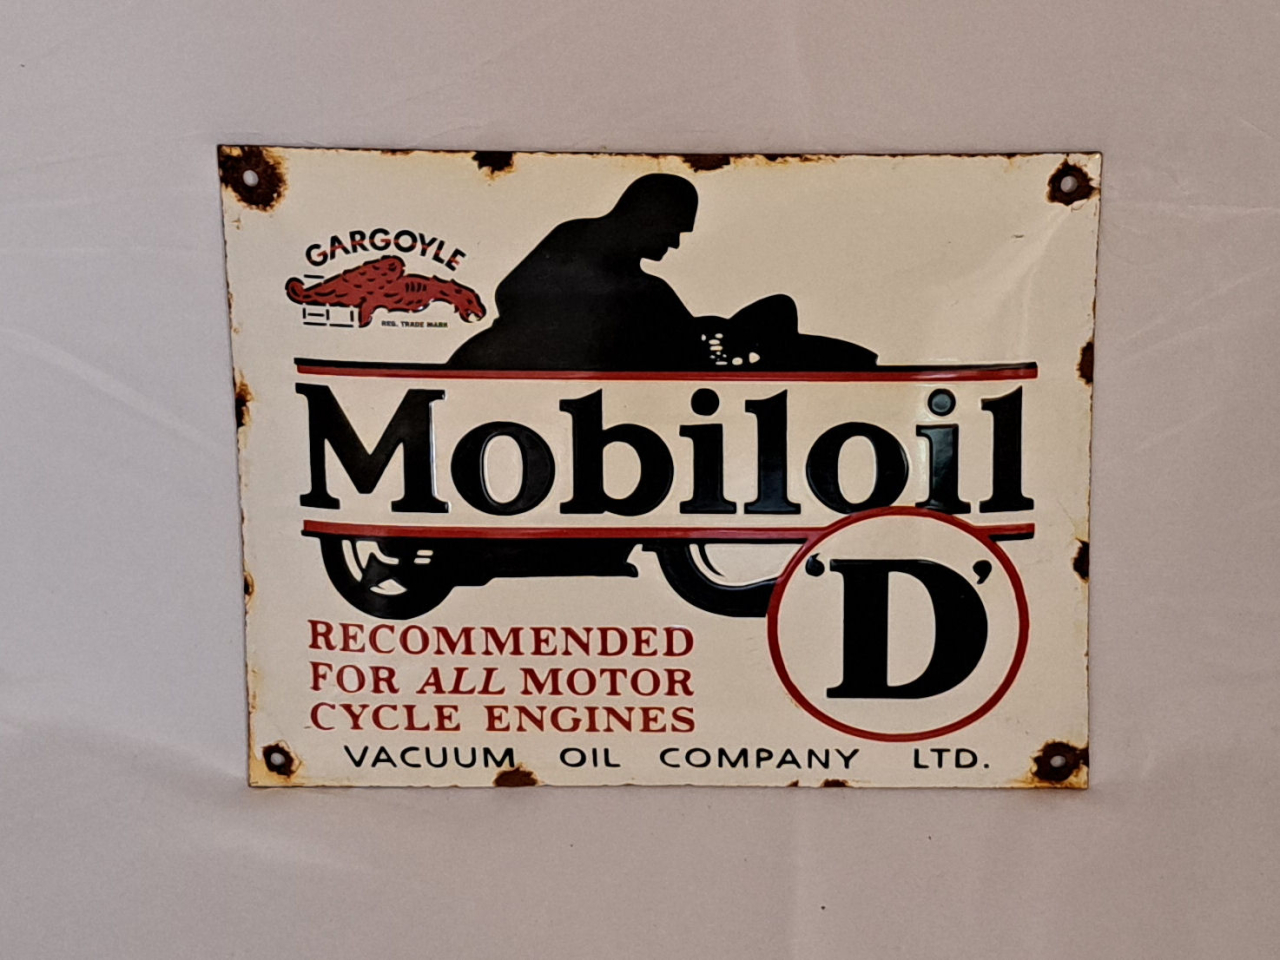 GARGOYLE
REG. TRADE MARK
Mobiloil
'D'
RECOMMENDED
FOR ALL MOTOR
CYCLE ENGINES
VACUUM OIL COMPANY LTD.